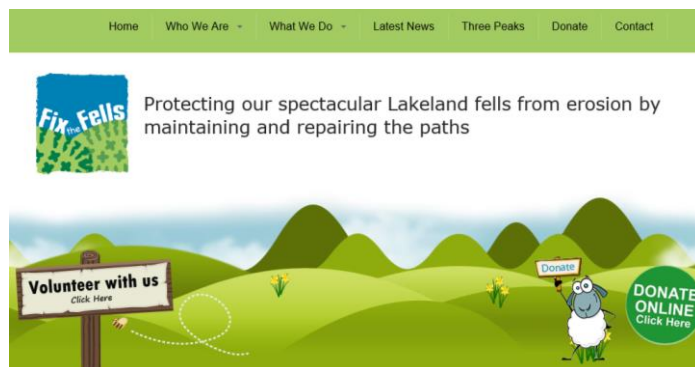 Home Who We Are What We Do Latest News Three Peaks Donate Contact
Fix the Fells
Protecting our spectacular Lakeland fells from erosion by
maintaining and repairing the paths
Volunteer with us
Click Here
Donate
DONATE
ONLINE
Click Here